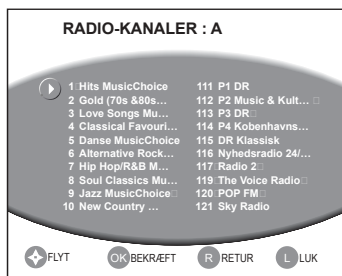 RADIO-KANALER : A
1 Hits MusicChoice
2 Gold (70s &80s…
3 Love Songs Mu…
4 Classical Favouri…
5 Danse MusicChoice
6 Alternative Rock…
7 Hip Hop/R&B M…
8 Soul Classics Mu…
9 Jazz MusicChoice
10 New Country …
111 P1 DR
112 P2 Music & Kult…
113 P3 DR
114 P4 Kobenhavns…
115 DR Klassisk
116 Nyhedsradio 24/…
117 Radio 2
119 The Voice Radio
120 POP FM
121 Sky Radio
FLYT
OK BEKRÆFT
R RETUR
L LUK